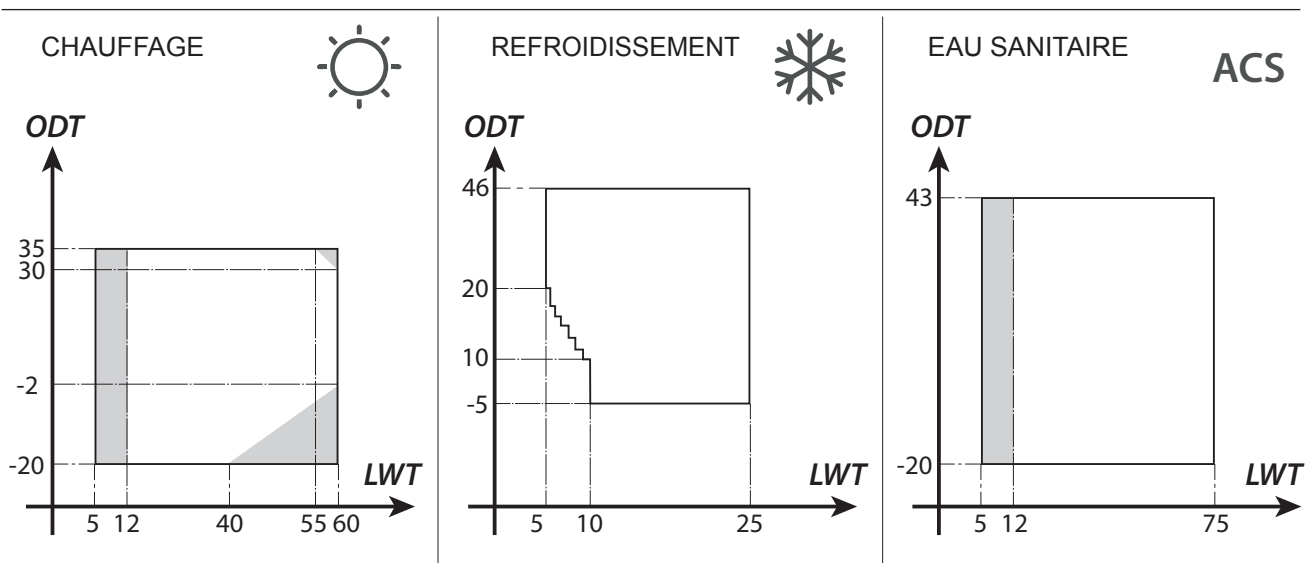 CHAUFFAGE
ODT
35
30
-2
-20
LWT
5 12 40 55 60
REFROIDISSEMENT
ODT
46
20
10
-5
LWT
5 10 25
EAU SANITAIRE
ACS
ODT
43
-20
LWT
5 12 75